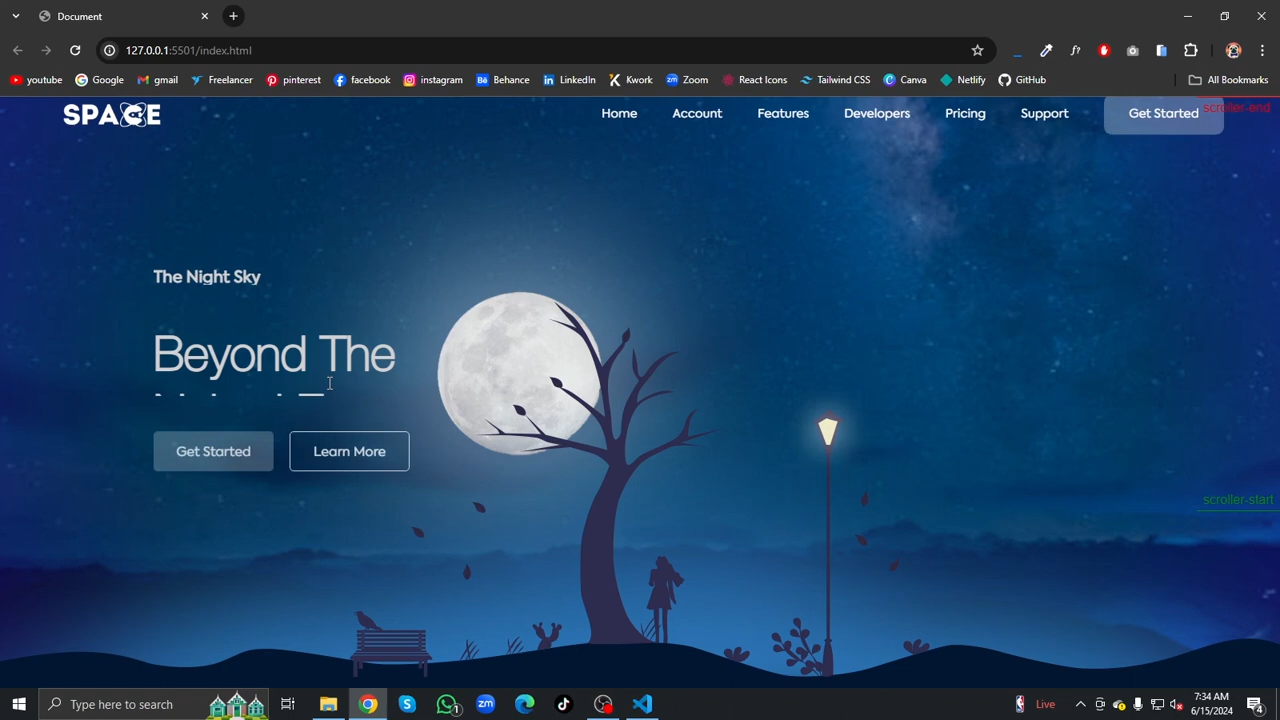 Document
127.0.0.1:5501/index.html
youtube Google gmail Freelancer pinterest facebook instagram Behance LinkedIn Kwork Zoom React Icons Tailwind CSS Canva Netlify GitHub All Bookmarks
SPACE Home Account Features Developers Pricing Support Get Started
scroller-end
The Night Sky
Beyond The
Get Started Learn More
scroller-start
Type here to search
Live
7:34 AM
6/15/2024